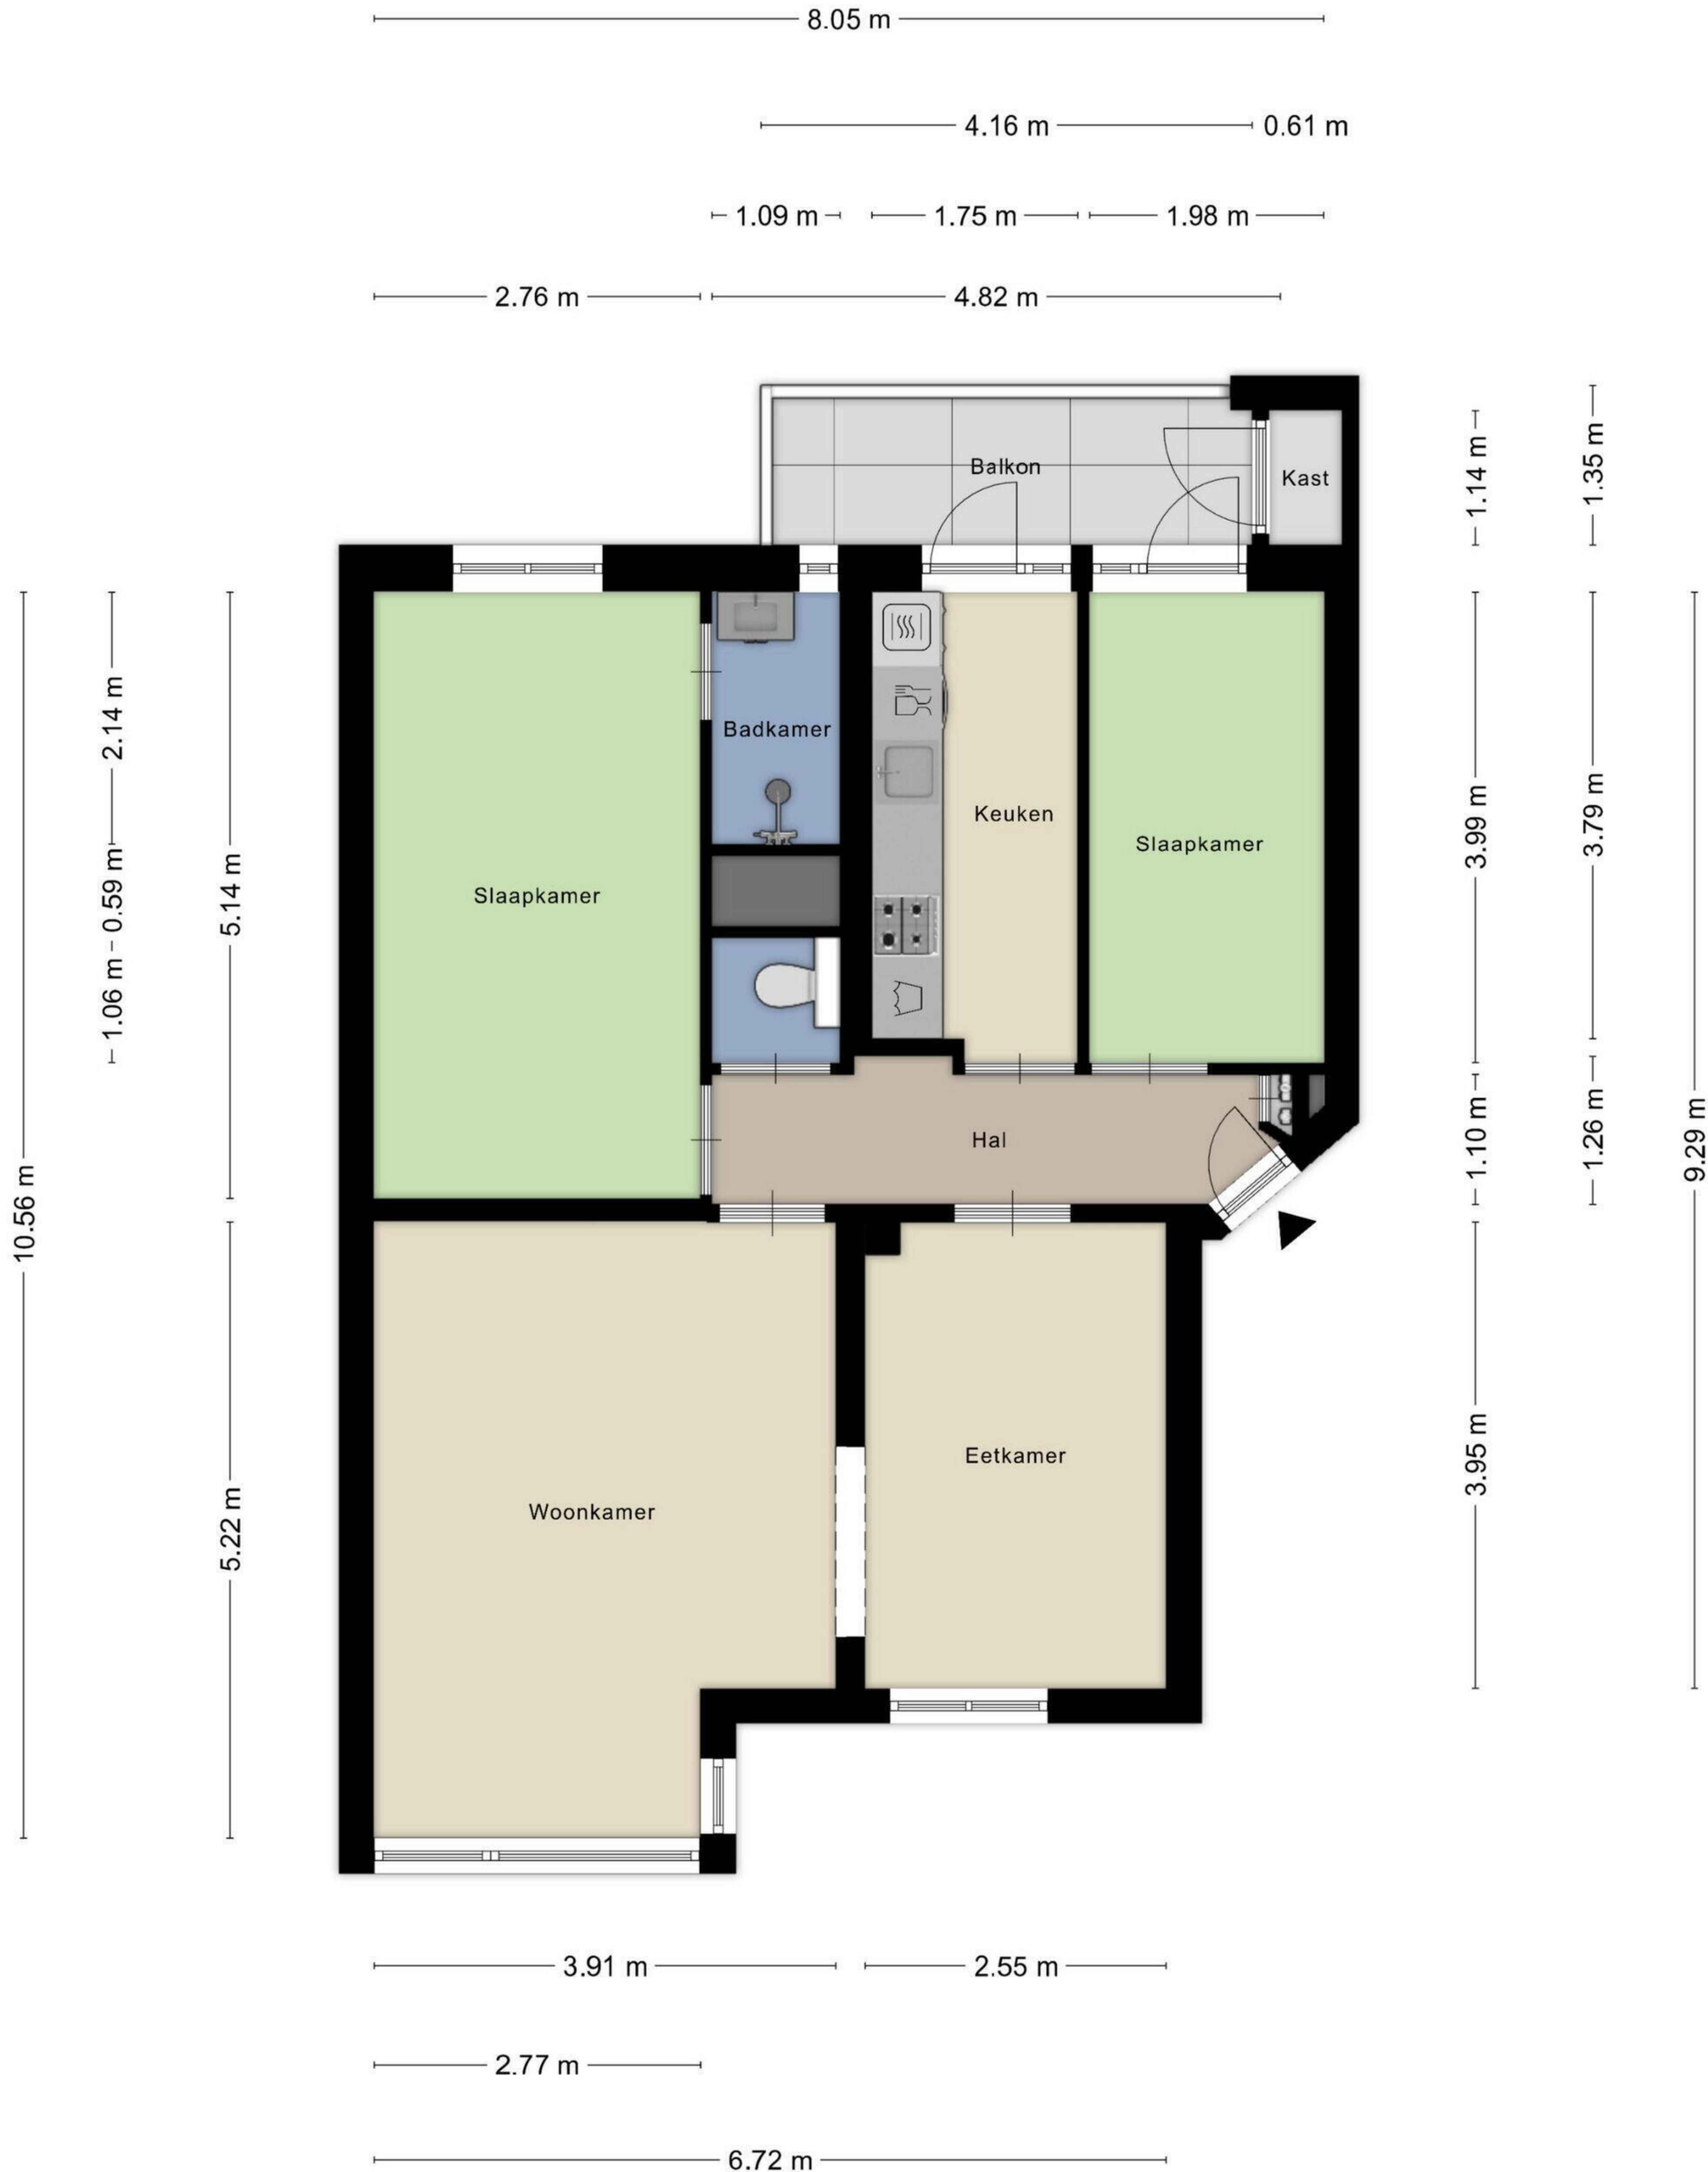 8.05 m
4.16 m 0.61 m
1.09 m 1.75 m 1.98 m
2.76 m 4.82 m
Balkon
Kast
1.14 m
1.35 m
2.14 m
0.59 m
1.06 m
5.14 m
10.56 m
Badkamer
Keuken
Slaapkamer
Slaapkamer
3.99 m
3.79 m
Hal
1.10 m
1.26 m
9.29 m
Eetkamer
Woonkamer
5.22 m
3.95 m
3.91 m 2.55 m
2.77 m
6.72 m